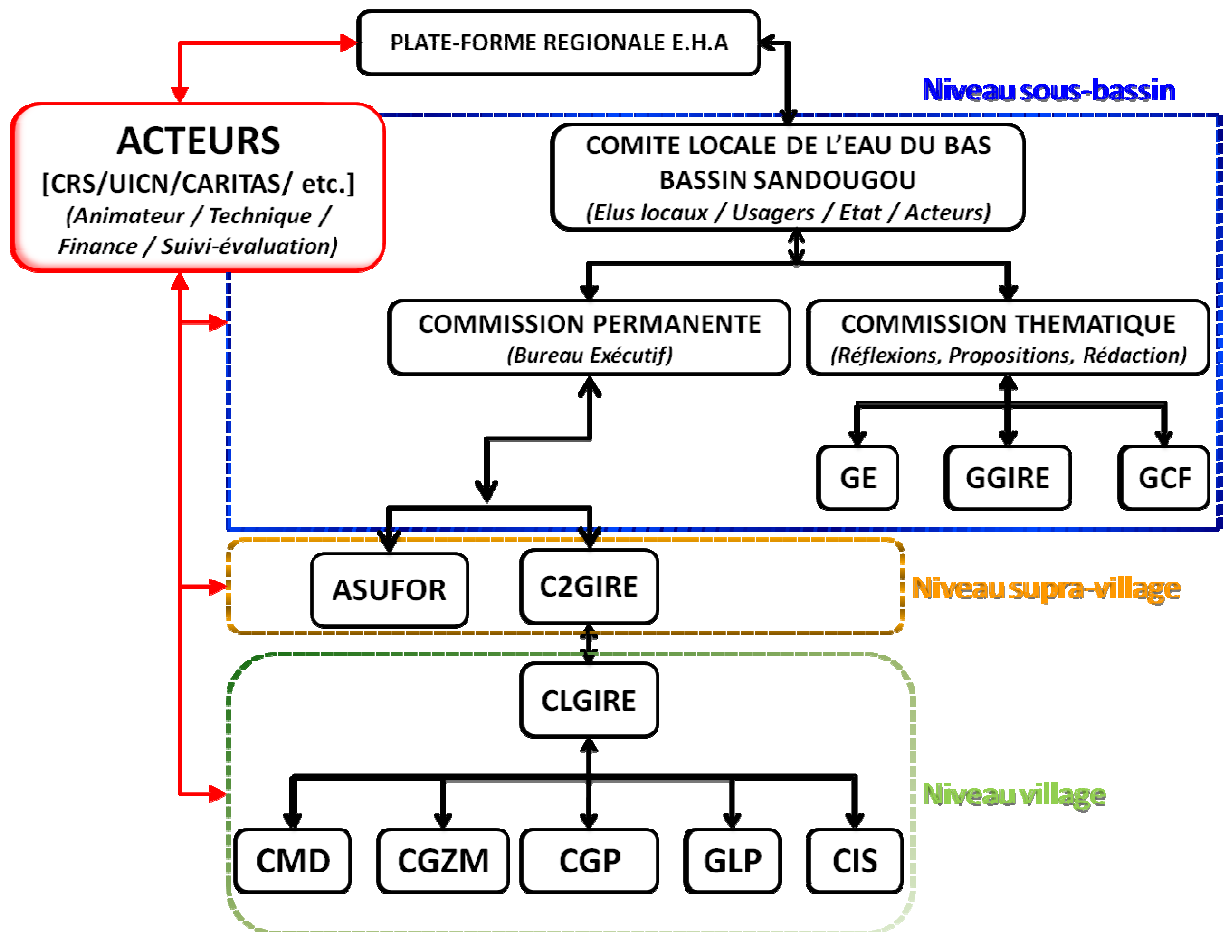 PLATE-FORME REGIONALE E.H.A
Niveau sous-bassin
ACTEURS
[CRS/UICN/CARITAS/ etc.]
(Animateur / Technique /
Finance / Suivi-évaluation)
COMITE LOCALE DE L'EAU DU BAS
BASSIN SANDOUGOU
(Elus locaux / Usagers / Etat / Acteurs)
COMMISSION PERMANENTE
(Bureau Exécutif)
COMMISSION THEMATIQUE
(Réflexions, Propositions, Rédaction)
GE
GGIRE
GCF
ASUFOR
C2GIRE
Niveau supra-village
CLGIRE
Niveau village
CMD
CGZM
CGP
GLP
CIS